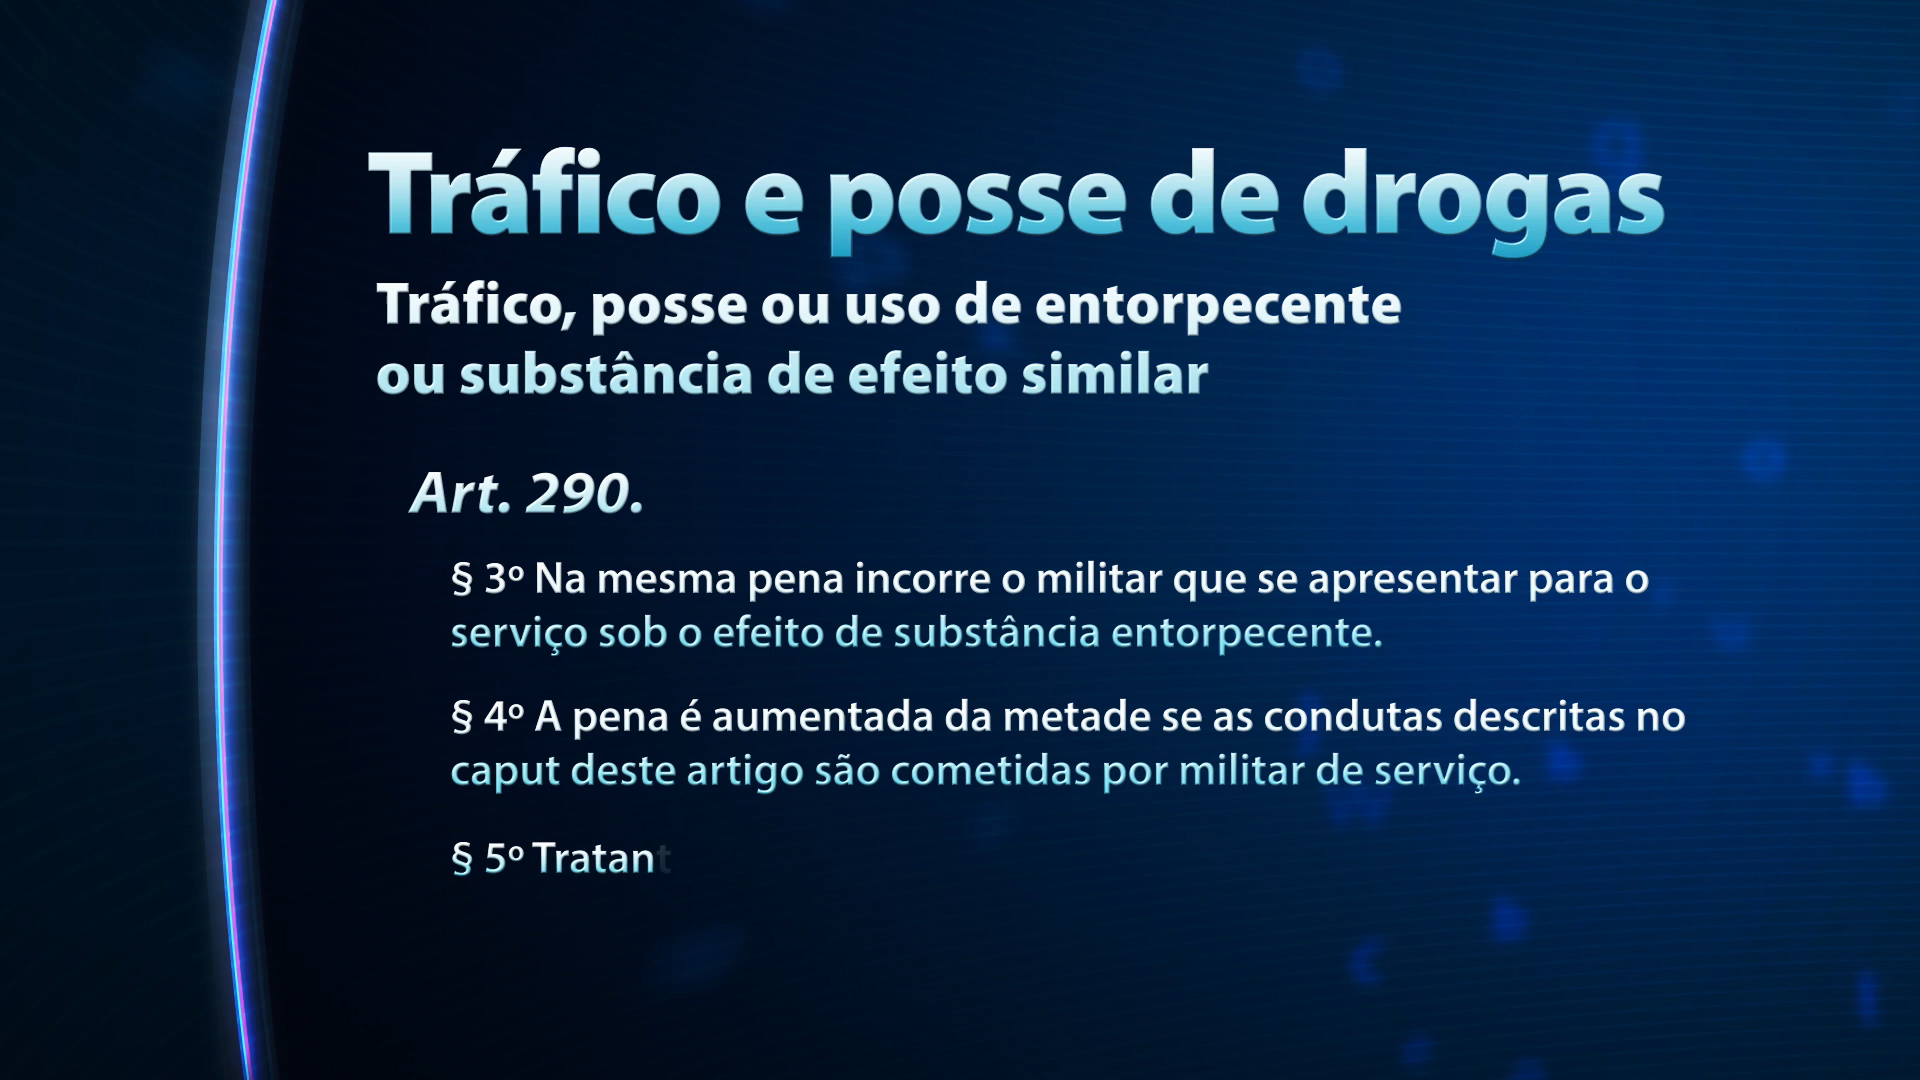 Tráfico e posse de drogas
Tráfico, posse ou uso de entorpecente
ou substância de efeito similar
Art. 290.
§ 3º Na mesma pena incorre o militar que se apresentar para o
serviço sob o efeito de substância entorpecente.
§ 4º A pena é aumentada da metade se as condutas descritas no
caput deste artigo são cometidas por militar de serviço.
§ 5º Tratant